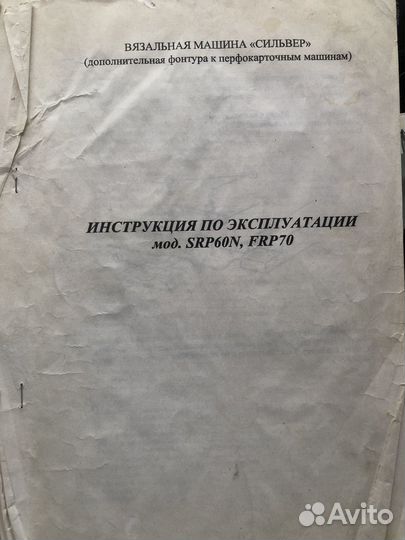 ВЯЗАЛЬНАЯ МАШИНА «СИЛЬВЕР»
(дополнительная фонтура к перфокарточным машинам)
ИНСТРУКЦИЯ ПО ЭКСПЛУАТАЦИИ
мод. SRP60N, FRP70
Avito